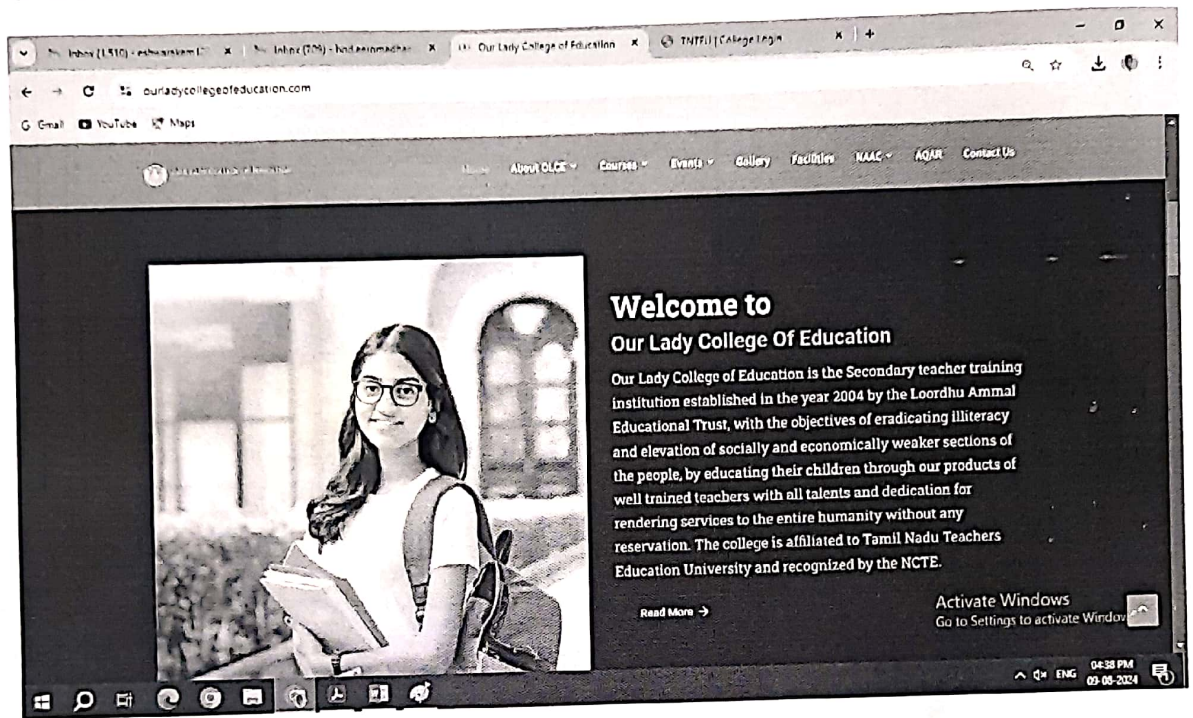 Our Lady College of Education
ourladycollegeofeducation.com
Gmail YouTube Maps
About OLCE Courses Events Gallery Facilities NAAC AQAR Contact Us
Welcome to
Our Lady College Of Education
Our Lady College of Education is the Secondary teacher training
institution established in the year 2004 by the Loordhu Ammal
Educational Trust, with the objectives of eradicating illiteracy
and elevation of socially and economically weaker sections of
the people, by educating their children through our products of
well trained teachers with all talents and dedication for
rendering services to the entire humanity without any
reservation. The college is affiliated to Tamil Nadu Teachers
Education University and recognized by the NCTE.
Read More →
Activate Windows
Go to Settings to activate Window
ENG
04:38 PM
09-08-2024